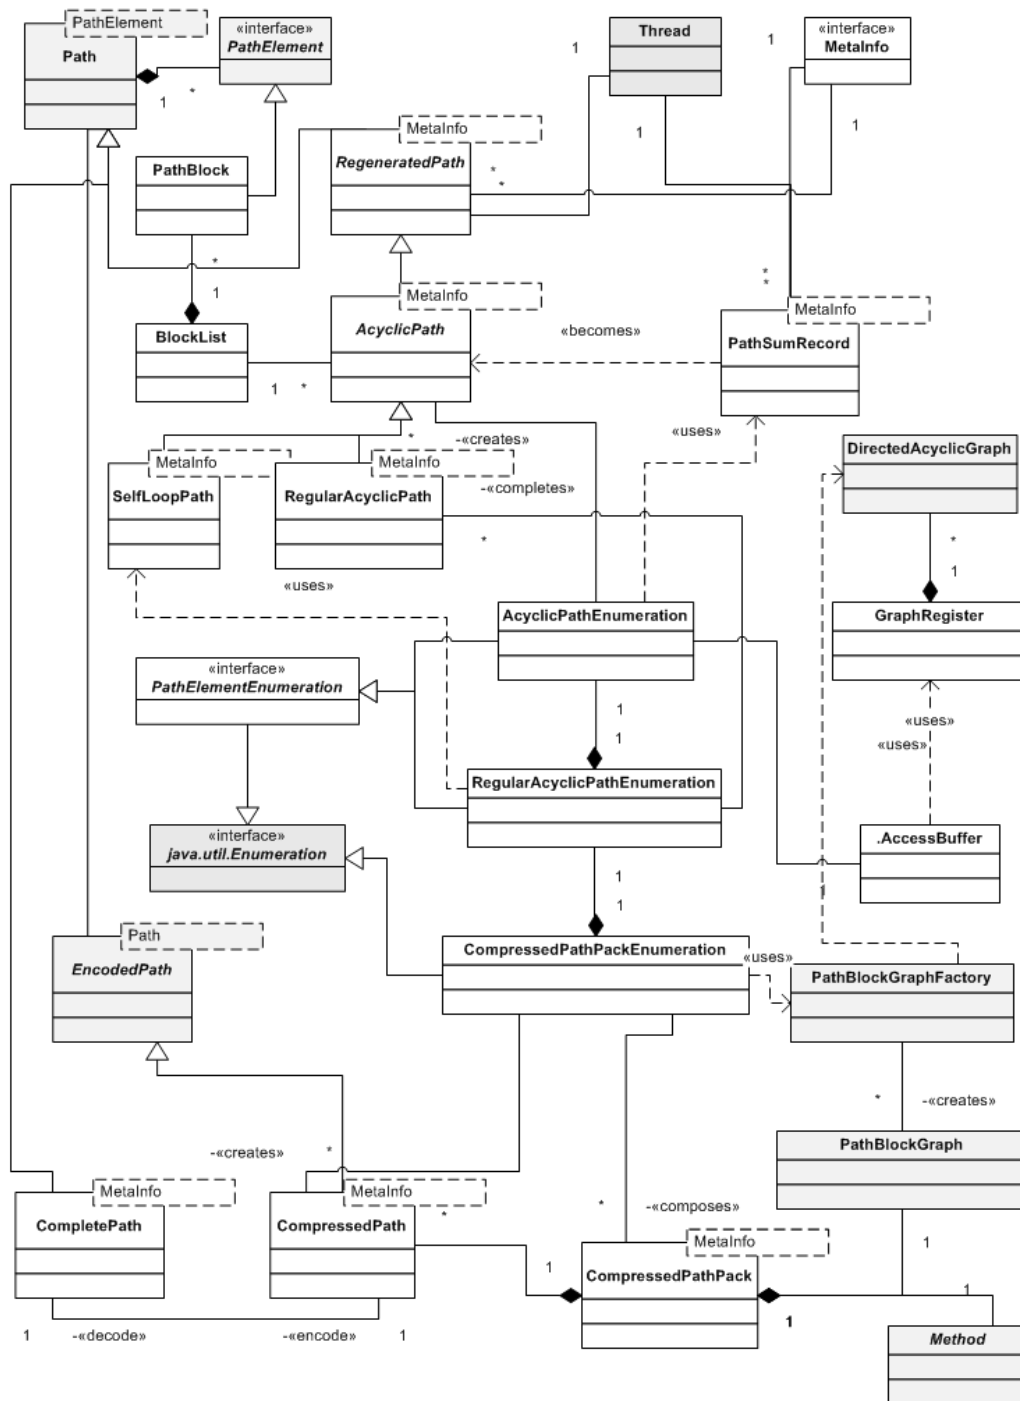 PathElement
Path
«interface»
PathElement
1
*
Thread
1
1
«interface»
MetaInfo
1
1
PathBlock
MetaInfo
RegeneratedPath
*
*
*
1
BlockList
1
*
MetaInfo
AcyclicPath
«becomes»
*
*
MetaInfo
PathSumRecord
*
-«creates»
«uses»
MetaInfo
SelfLoopPath
MetaInfo
RegularAcyclicPath
-«completes»
*
«uses»
DirectedAcyclicGraph
*
1
AcyclicPathEnumeration
GraphRegister
«interface»
PathElementEnumeration
1
1
«uses»
«uses»
RegularAcyclicPathEnumeration
«interface»
java.util.Enumeration
.AccessBuffer
1
1
1
Path
EncodedPath
CompressedPathPackEnumeration
«uses»
PathBlockGraphFactory
*
-«creates»
PathBlockGraph
-«creates»
*
MetaInfo
CompletePath
MetaInfo
CompressedPath
*
*
-«composes»
1
MetaInfo
CompressedPathPack
1
1
1
1
-«decode»
-«encode»
1
Method